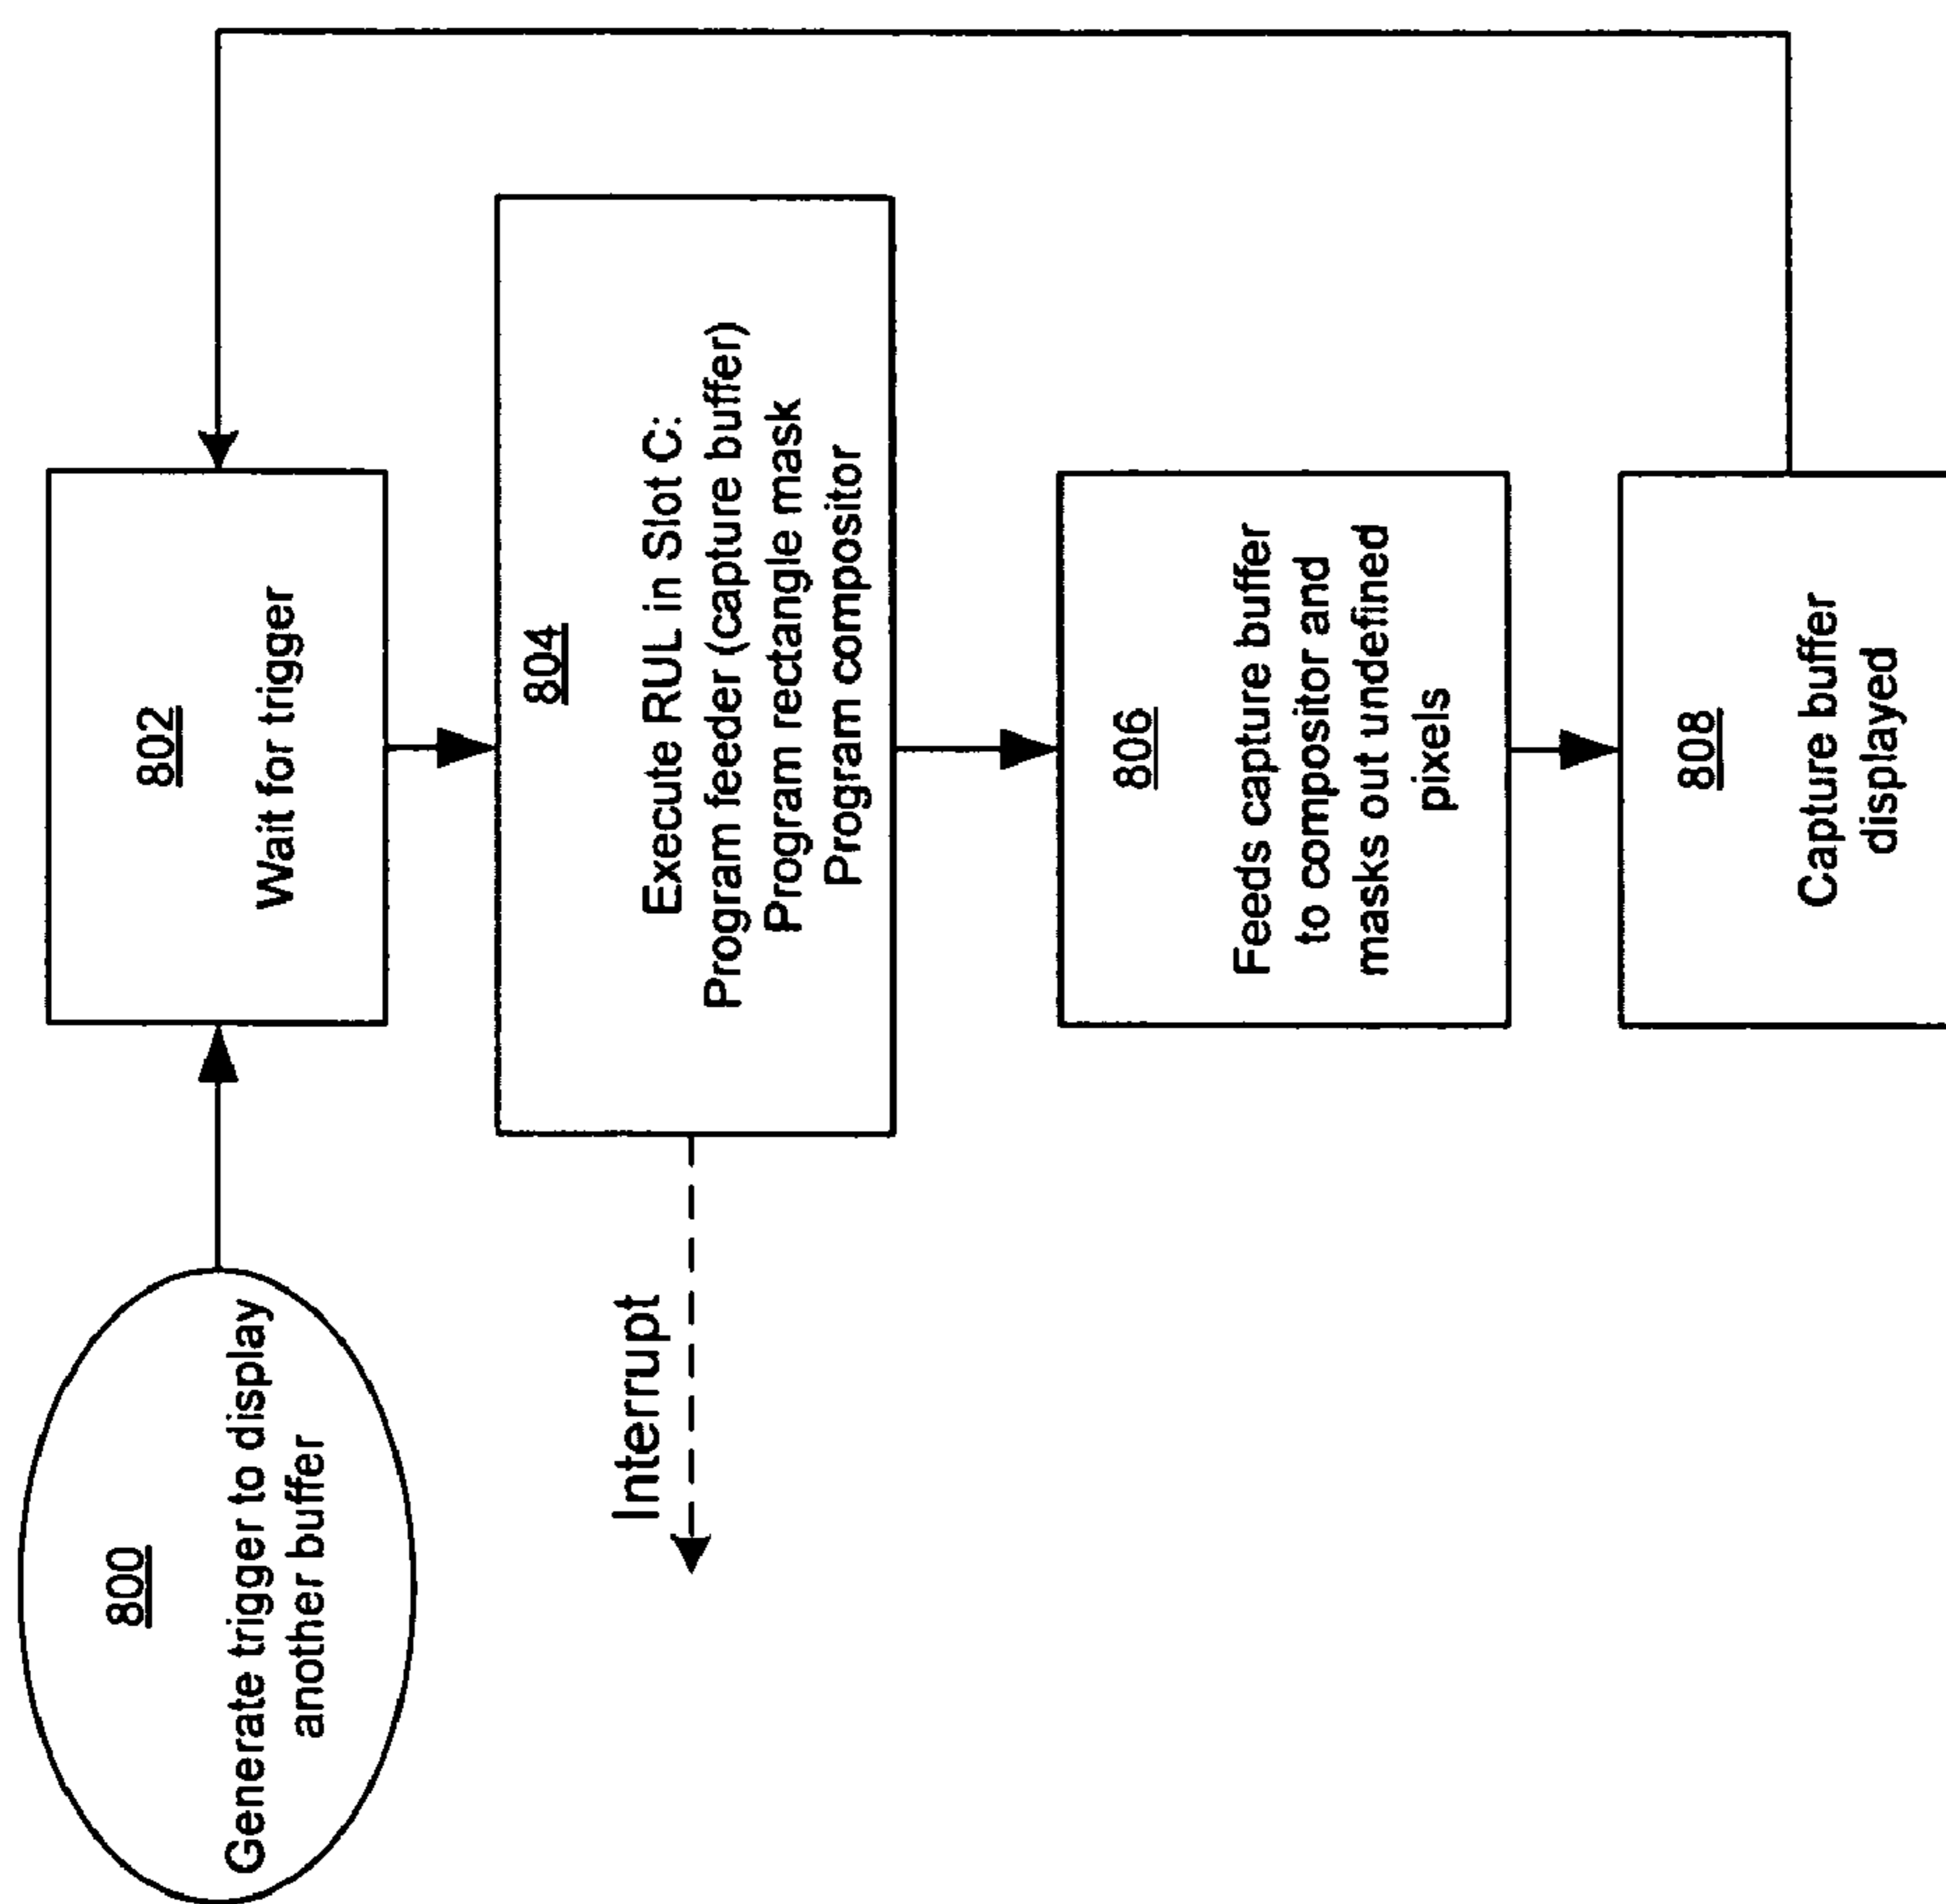 800
Generate trigger to display
another buffer
802
Wait for trigger
804
Execute RUL in Slot C:
Program feeder (capture buffer)
Program rectangle mask
Program compositor
Interrupt
806
Feeds capture buffer
to compositor and
masks out undefined
pixels
808
Capture buffer
displayed